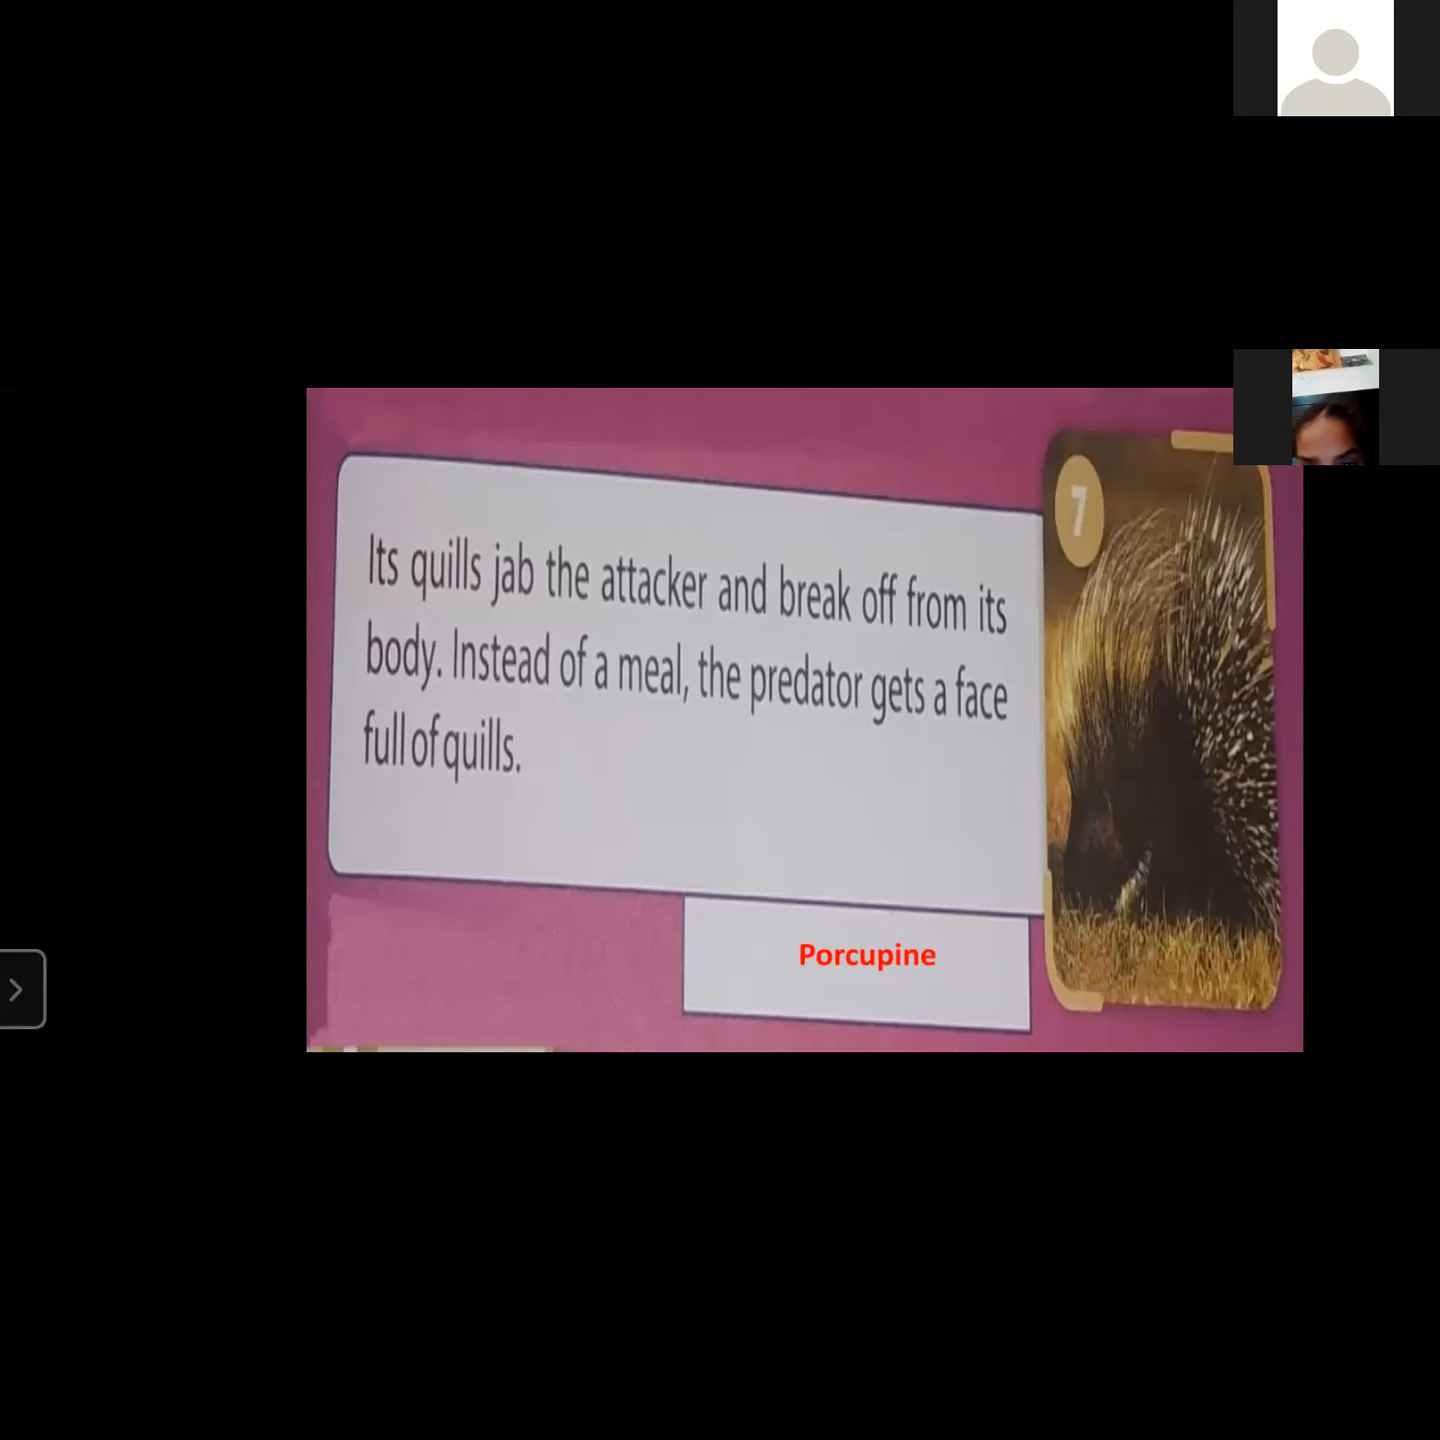 7
Its quills jab the attacker and break off from its
body. Instead of a meal, the predator gets a face
full of quills.
Porcupine